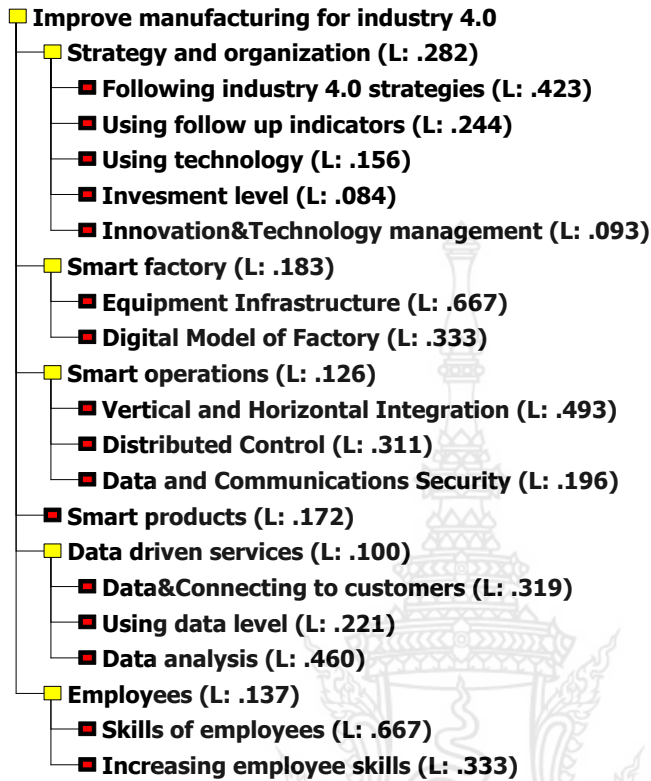 Improve manufacturing for industry 4.0
Strategy and organization (L: .282)
Following industry 4.0 strategies (L: .423)
Using follow up indicators (L: .244)
Using technology (L: .156)
Invesment level (L: .084)
Innovation&Technology management (L: .093)
Smart factory (L: .183)
Equipment Infrastructure (L: .667)
Digital Model of Factory (L: .333)
Smart operations (L: .126)
Vertical and Horizontal Integration (L: .493)
Distributed Control (L: .311)
Data and Communications Security (L: .196)
Smart products (L: .172)
Data driven services (L: .100)
Data&Connecting to customers (L: .319)
Using data level (L: .221)
Data analysis (L: .460)
Employees (L: .137)
Skills of employees (L: .667)
Increasing employee skills (L: .333)